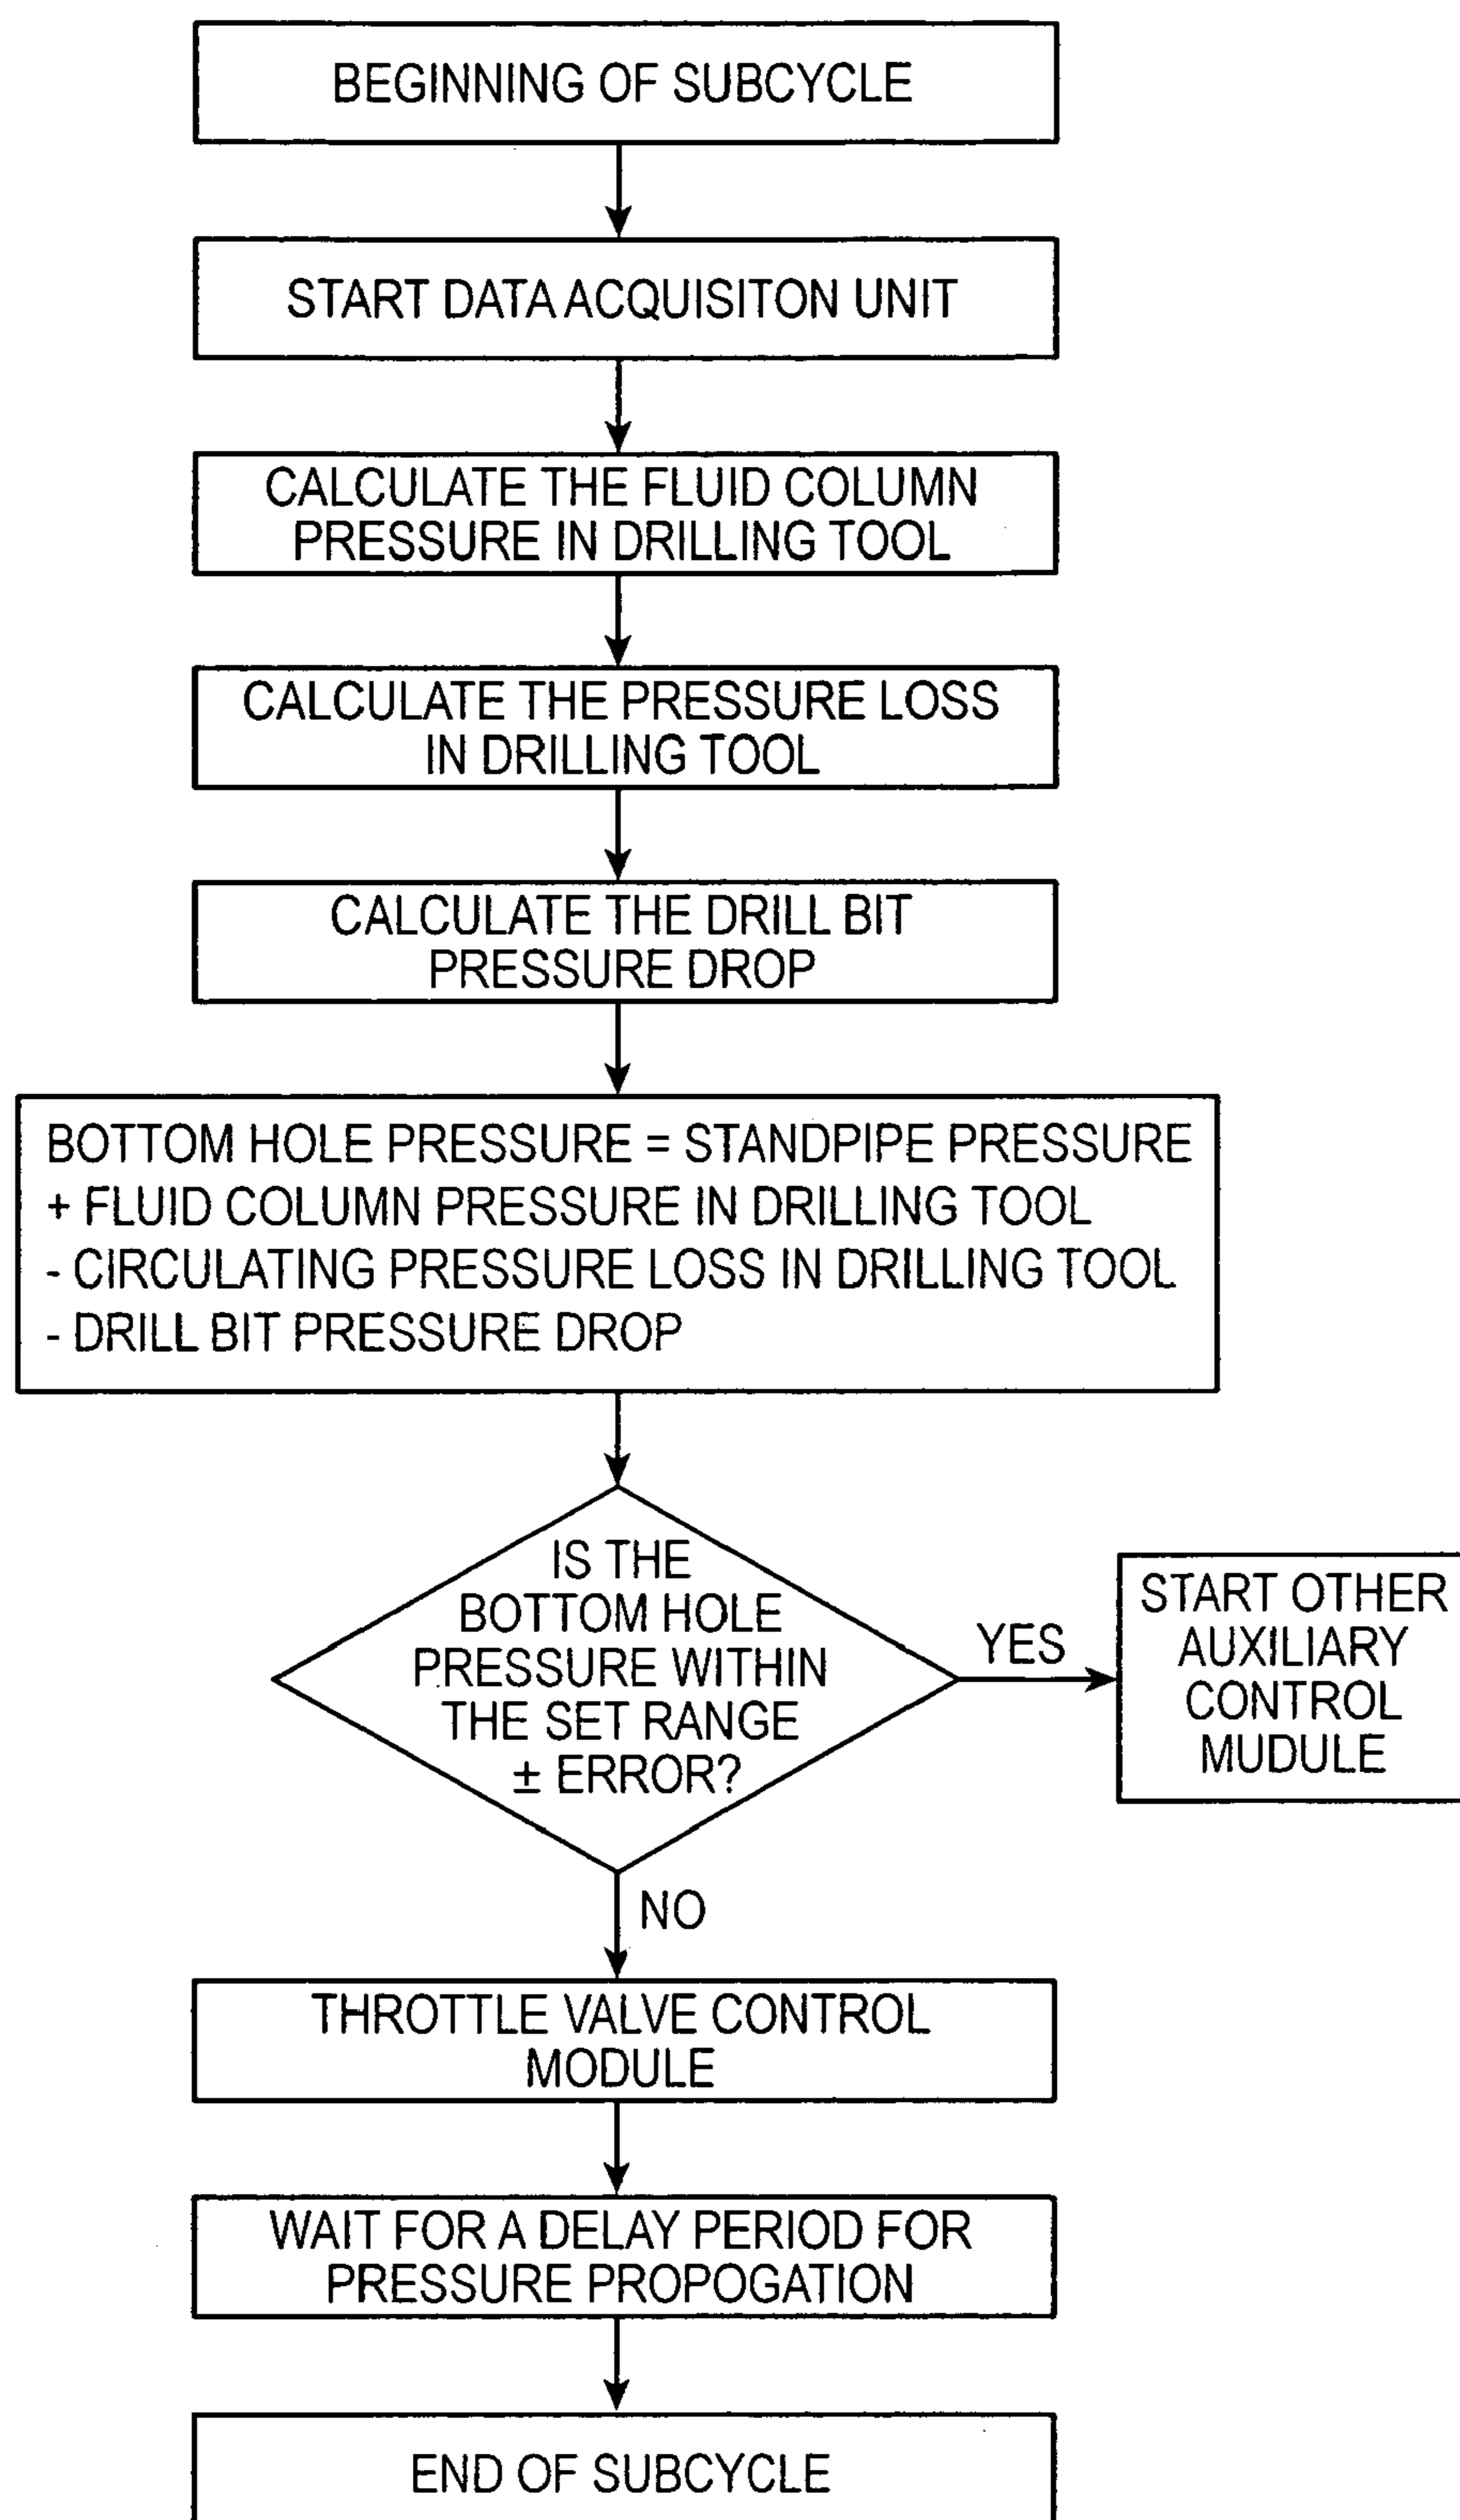 BEGINNING OF SUBCYCLE
START DATA ACQUISITON UNIT
CALCULATE THE FLUID COLUMN
PRESSURE IN DRILLING TOOL
CALCULATE THE PRESSURE LOSS
IN DRILLING TOOL
CALCULATE THE DRILL BIT
PRESSURE DROP
BOTTOM HOLE PRESSURE = STANDPIPE PRESSURE
+ FLUID COLUMN PRESSURE IN DRILLING TOOL
- CIRCULATING PRESSURE LOSS IN DRILLING TOOL
- DRILL BIT PRESSURE DROP
IS THE
BOTTOM HOLE
PRESSURE WITHIN
THE SET RANGE
± ERROR?
YES
START OTHER
AUXILIARY
CONTROL
MUDULE
NO
THROTTLE VALVE CONTROL
MODULE
WAIT FOR A DELAY PERIOD FOR
PRESSURE PROPOGATION
END OF SUBCYCLE